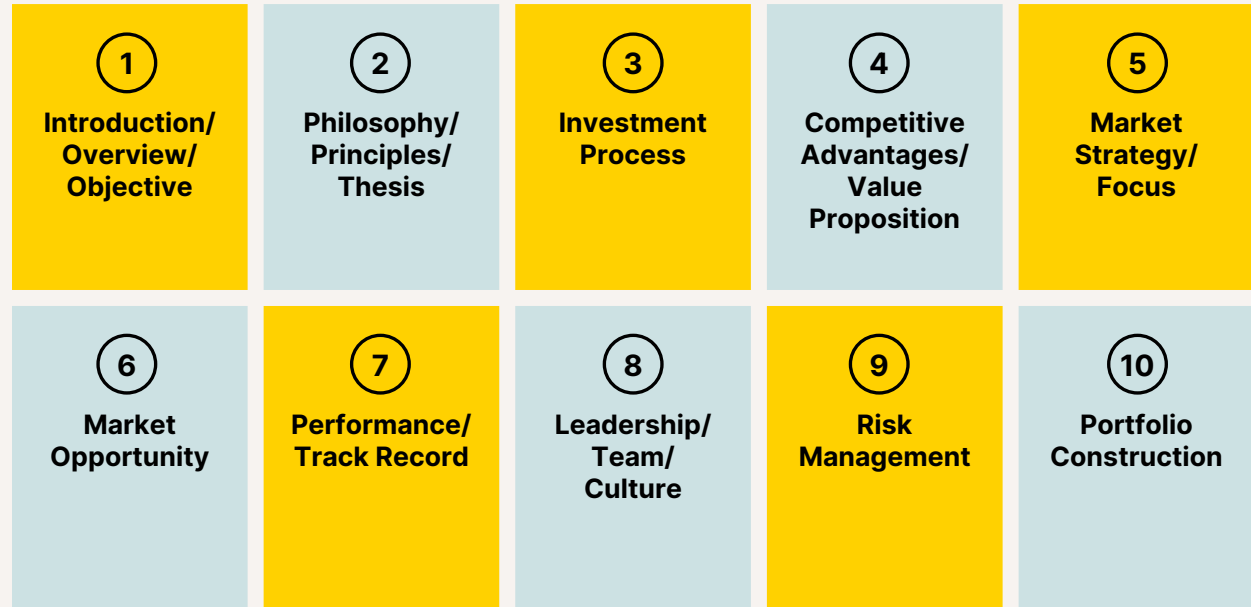 1
Introduction/
Overview/
Objective
2
Philosophy/
Principles/
Thesis
3
Investment
Process
4
Competitive
Advantages/
Value
Proposition
5
Market
Strategy/
Focus
6
Market
Opportunity
7
Performance/
Track Record
8
Leadership/
Team/
Culture
9
Risk
Management
10
Portfolio
Construction